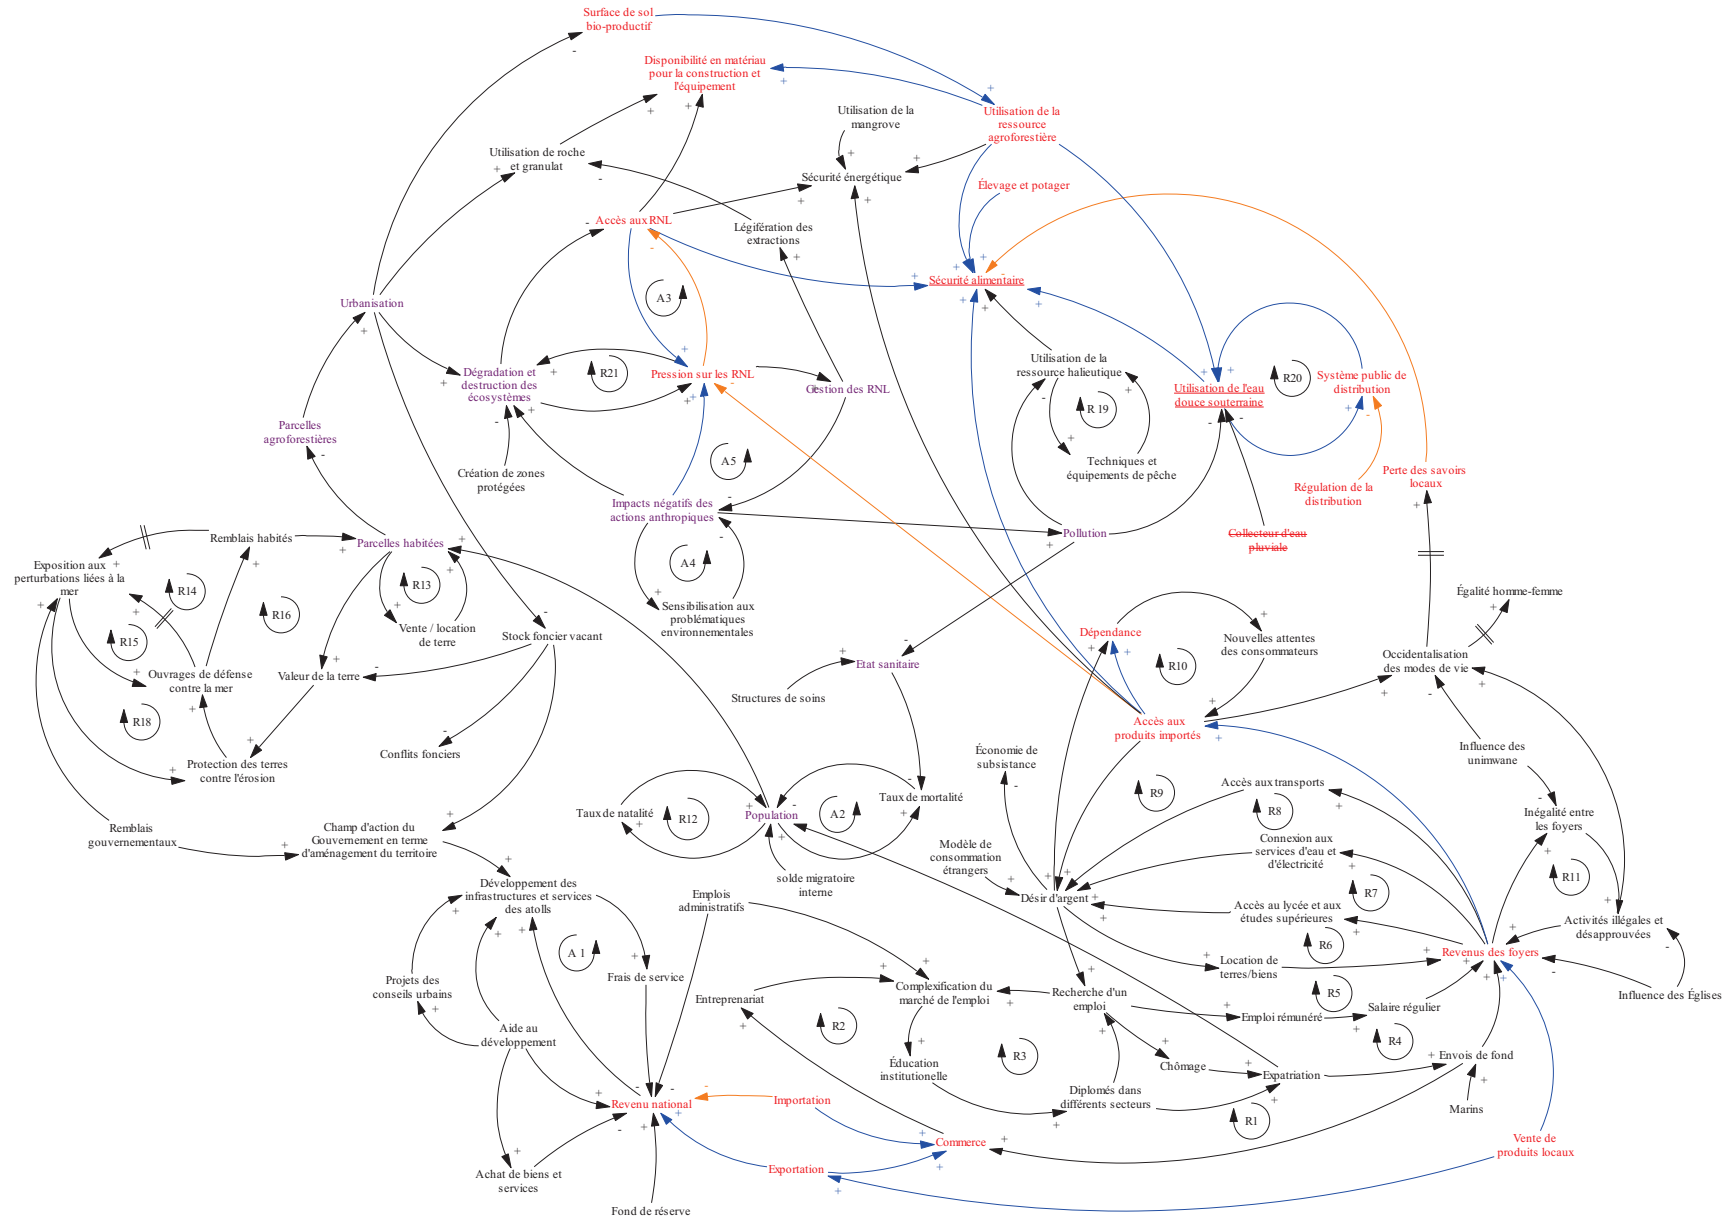 Surface de sol
bio-productif
Disponibilité en matériau
pour la construction et
l'équipement
Utilisation de la
mangrove
Utilisation de la
ressource
agroforestière
Utilisation de roche
et granulat
Sécurité énergétique
Élevage et potager
Accès aux RNL
Légifération des
extractions
Sécurité alimentaire
Urbanisation
A3
Dégradation et
destruction des
écosystèmes
R21
Pression sur les RNL
Gestion des RNL
Utilisation de la
ressource halieutique
R 19
Utilisation de l'eau
douce souterraine
R20
Système public de
distribution
Parcelles
agroforestières
Création de zones
protégées
A5
Techniques et
équipements de pêche
Régulation de la
distribution
Perte des savoirs
locaux
Impacts négatifs des
actions anthropiques
Pollution
Collecteur d'eau
pluviale
Remblais habités
Parcelles habitées
Exposition aux
perturbations liées à la
mer
R14
R13
R16
R15
A4
Sensibilisation aux
problématiques
environnementales
Vente / location
de terre
Stock foncier vacant
Égalité homme-femme
Dépendance
Nouvelles attentes
des consommateurs
R10
Occidentalisation
des modes de vie
Etat sanitaire
Structures de soins
Ouvrages de défense
contre la mer
Valeur de la terre
R18
Accès aux
produits importés
Conflits fonciers
Protection des terres
contre l'érosion
Économie de
subsistance
Influence des
unimwane
Accès aux transports
R9
R8
Taux de natalité
R12
Population
A2
Taux de mortalité
Inégalité entre
les foyers
Remblais
gouvernementaux
Champ d'action du
Gouvernement en terme
d'aménagement du territoire
Modèle de
consommation
étrangers
Connexion aux
services d'eau et
d'électricité
R11
R7
solde migratoire
interne
Développement des
infrastructures et services
des atolls
Emplois
administratifs
Désir d'argent
Accès au lycée et aux
études supérieures
Activités illégales et
désapprouvées
A 1
R6
Revenus des foyers
Frais de service
Location de
terres/biens
Projets des
conseils urbains
Entreprenariat
Complexification du
marché de l'emploi
Recherche d'un
emploi
R5
Influence des Églises
Salaire régulier
Emploi rémunéré
R2
R4
Aide au
développement
R3
Éducation
institutionelle
Chômage
Expatriation
Envois de fond
Diplomés dans
différents secteurs
Revenu national
Importation
R1
Marins
Commerce
Vente de
produits locaux
Exportation
Achat de biens et
services
Fond de réserve